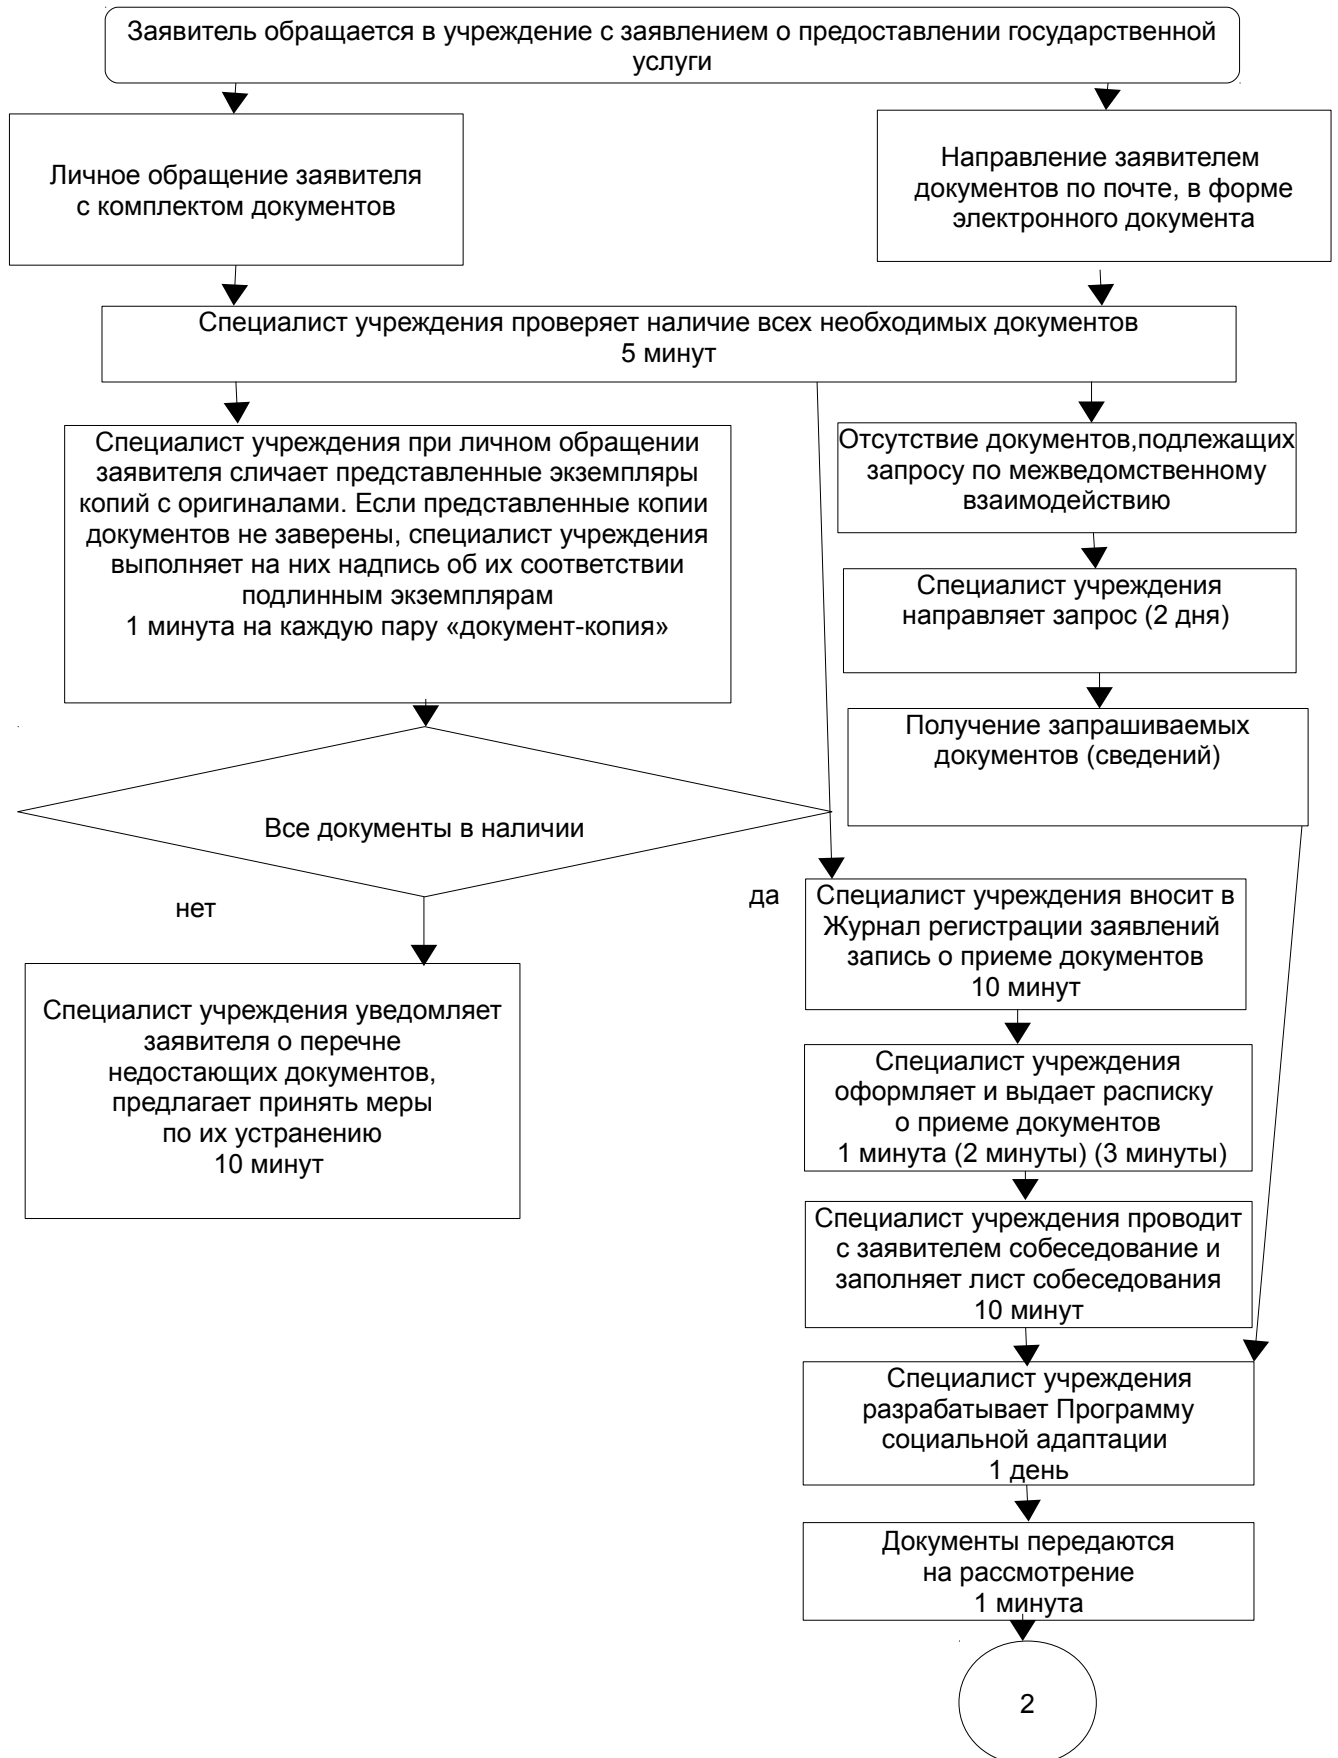 Заявитель обращается в учреждение с заявлением о предоставлении государственной
услуги
Личное обращение заявителя
с комплектом документов
Направление заявителем
документов по почте, в форме
электронного документа
Специалист учреждения проверяет наличие всех необходимых документов
5 минут
Специалист учреждения при личном обращении
заявителя сличает представленные экземпляры
копий с оригиналами. Если представленные копии
документов не заверены, специалист учреждения
выполняет на них надпись об их соответствии
подлинным экземплярам
1 минута на каждую пару «документ-копия»
Отсутствие документов,подлежащих
запросу по межведомственному
взаимодействию
Специалист учреждения
направляет запрос (2 дня)
Получение запрашиваемых
документов (сведений)
Все документы в наличии
нет
да
Специалист учреждения уведомляет
заявителя о перечне
недостающих документов,
предлагает принять меры
по их устранению
10 минут
Специалист учреждения вносит в
Журнал регистрации заявлений
запись о приеме документов
10 минут
Специалист учреждения
оформляет и выдает расписку
о приеме документов
1 минута (2 минуты) (3 минуты)
Специалист учреждения проводит
с заявителем собеседование и
заполняет лист собеседования
10 минут
Специалист учреждения
разрабатывает Программу
социальной адаптации
1 день
Документы передаются
на рассмотрение
1 минута
2